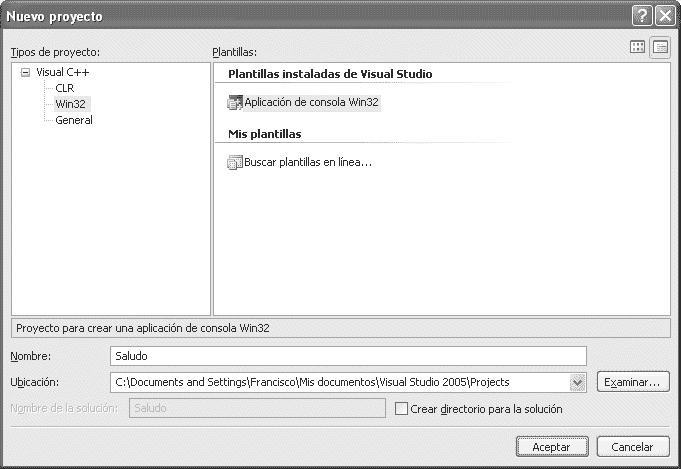 Nuevo proyecto
Tipos de proyecto:
Plantillas:
Visual C++
CLR
Win32
General
Plantillas instaladas de Visual Studio
Aplicación de consola Win32
Mis plantillas
Buscar plantillas en línea...
Proyecto para crear una aplicación de consola Win32
Nombre:
Saludo
Ubicación:
C:\Documents and Settings\Francisco\Mis documentos\Visual Studio 2005\Projects
Examinar...
Nombre de la solución:
Saludo
Crear directorio para la solución
Aceptar
Cancelar